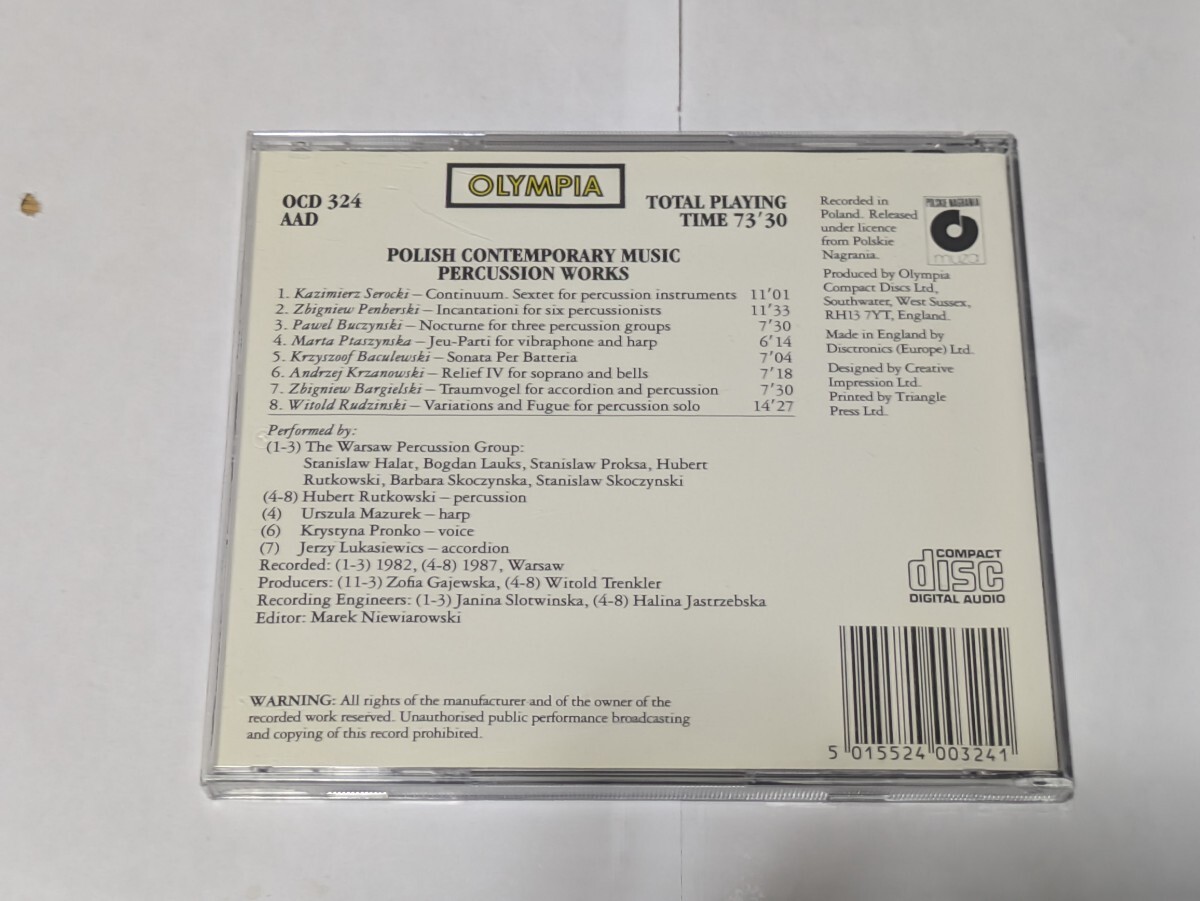 OLYMPIA
OCD 324
AAD
TOTAL PLAYING
TIME 73'30
POLISH CONTEMPORARY MUSIC
PERCUSSION WORKS
1. Kazimierz Serocki – Continuum. Sextet for percussion instruments 11'01
2. Zbigniew Penherski – Incantationi for six percussionists 11'33
3. Pawel Buczynski – Nocturne for three percussion groups 7'30
4. Marta Ptaszynska – Jeu-Parti for vibraphone and harp 6'14
5. Krzyszoof Baculewski – Sonata Per Batteria 7'04
6. Andrzej Krzanowski – Relief IV for soprano and bells 7'18
7. Zbigniew Bargielski – Traumvogel for accordion and percussion 7'30
8. Witold Rudzinski – Variations and Fugue for percussion solo 14'27
Performed by:
(1-3) The Warsaw Percussion Group:
Stanislaw Halat, Bogdan Lauks, Stanislaw Proksa, Hubert
Rutkowski, Barbara Skoczynska, Stanislaw Skoczynski
(4-8) Hubert Rutkowski – percussion
(4) Urszula Mazurek – harp
(6) Krystyna Pronko – voice
(7) Jerzy Lukasiewics – accordion
Recorded: (1-3) 1982, (4-8) 1987, Warsaw
Producers: (11-3) Zofia Gajewska, (4-8) Witold Trenkler
Recording Engineers: (1-3) Janina Slotwinska, (4-8) Halina Jastrzebska
Editor: Marek Niewiarowski
WARNING: All rights of the manufacturer and of the owner of the
recorded work reserved. Unauthorised public performance broadcasting
and copying of this record prohibited.
Recorded in
Poland. Released
under licence
from Polskie
Nagrania.
POLSKIE NAGRANIA
muza
Produced by Olympia
Compact Discs Ltd,
Southwater, West Sussex,
RH13 7YT, England.
Made in England by
Disctronics (Europe) Ltd.
Designed by Creative
Impression Ltd.
Printed by Triangle
Press Ltd.
COMPACT
disc
DIGITAL AUDIO
5 015524 003241